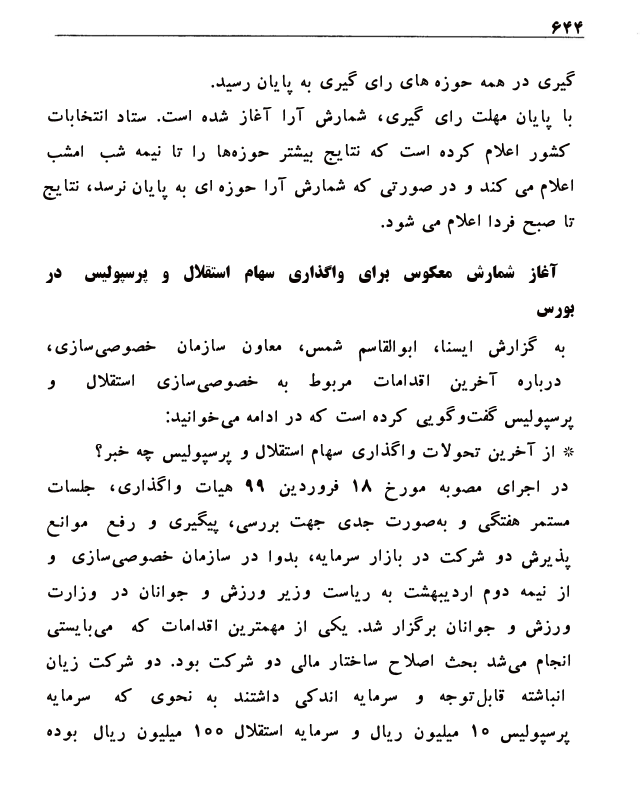 ۶۴۴
گیری در همه حوزه های رای گیری به پایان رسید.
با پایان مهلت رای گیری، شمارش آرا آغاز شده است. ستاد انتخابات
کشور اعلام کرده است که نتایج بیشتر حوزه‌ها را تا نیمه شب امشب
اعلام می کند و در صورتی که شمارش آرا حوزه ای به پایان نرسد، نتایج
تا صبح فردا اعلام می شود.
آغاز شمارش معکوس برای واگذاری سهام استقلال و پرسپولیس در
بورس
به گزارش ایسنا، ابوالقاسم شمس، معاون سازمان خصوصی‌سازی،
درباره آخرین اقدامات مربوط به خصوصی‌سازی استقلال و
پرسپولیس گفت‌وگویی کرده است که در ادامه می‌خوانید:
* از آخرین تحولات واگذاری سهام استقلال و پرسپولیس چه خبر؟
در اجرای مصوبه مورخ ۱۸ فروردین ۹۹ هیات واگذاری، جلسات
مستمر هفتگی و به‌صورت جدی جهت بررسی، پیگیری و رفع موانع
پذیرش دو شرکت در بازار سرمایه، بدوا در سازمان خصوصی‌سازی و
از نیمه دوم اردیبهشت به ریاست وزیر ورزش و جوانان در وزارت
ورزش و جوانان برگزار شد. یکی از مهمترین اقدامات که می‌بایستی
انجام می‌شد بحث اصلاح ساختار مالی دو شرکت بود. دو شرکت زیان
انباشته قابل‌توجه و سرمایه اندکی داشتند به نحوی که سرمایه
پرسپولیس ۱۰ میلیون ریال و سرمایه استقلال ۱۰۰ میلیون ریال بوده